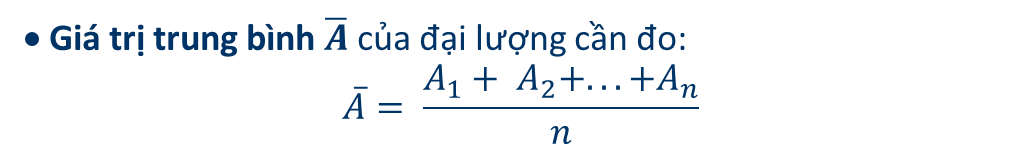 • Giá trị trung bình A̅ của đại lượng cần đo:
Ā = (A₁ + A₂+...+Aₙ)/n